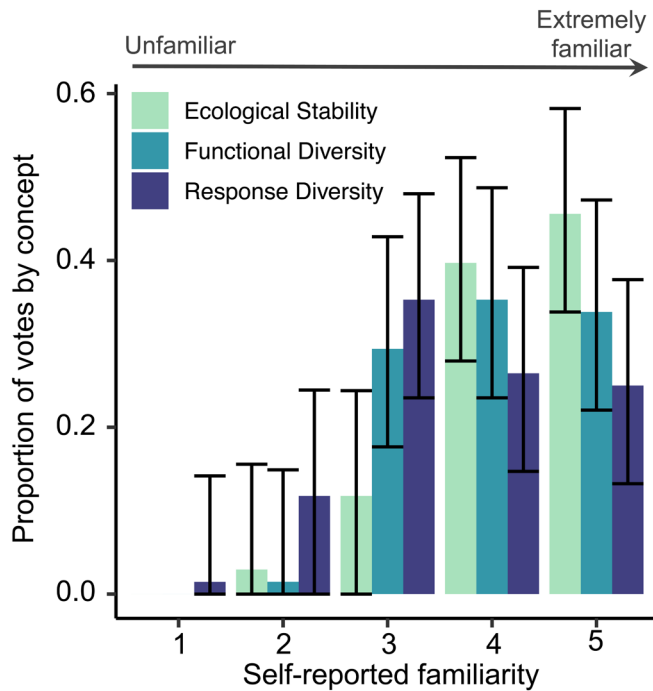 Unfamiliar
Extremely
familiar
0.6
Ecological Stability
Functional Diversity
Response Diversity
0.4
0.2
0.0
Proportion of votes by concept
1 2 3 4 5
Self-reported familiarity